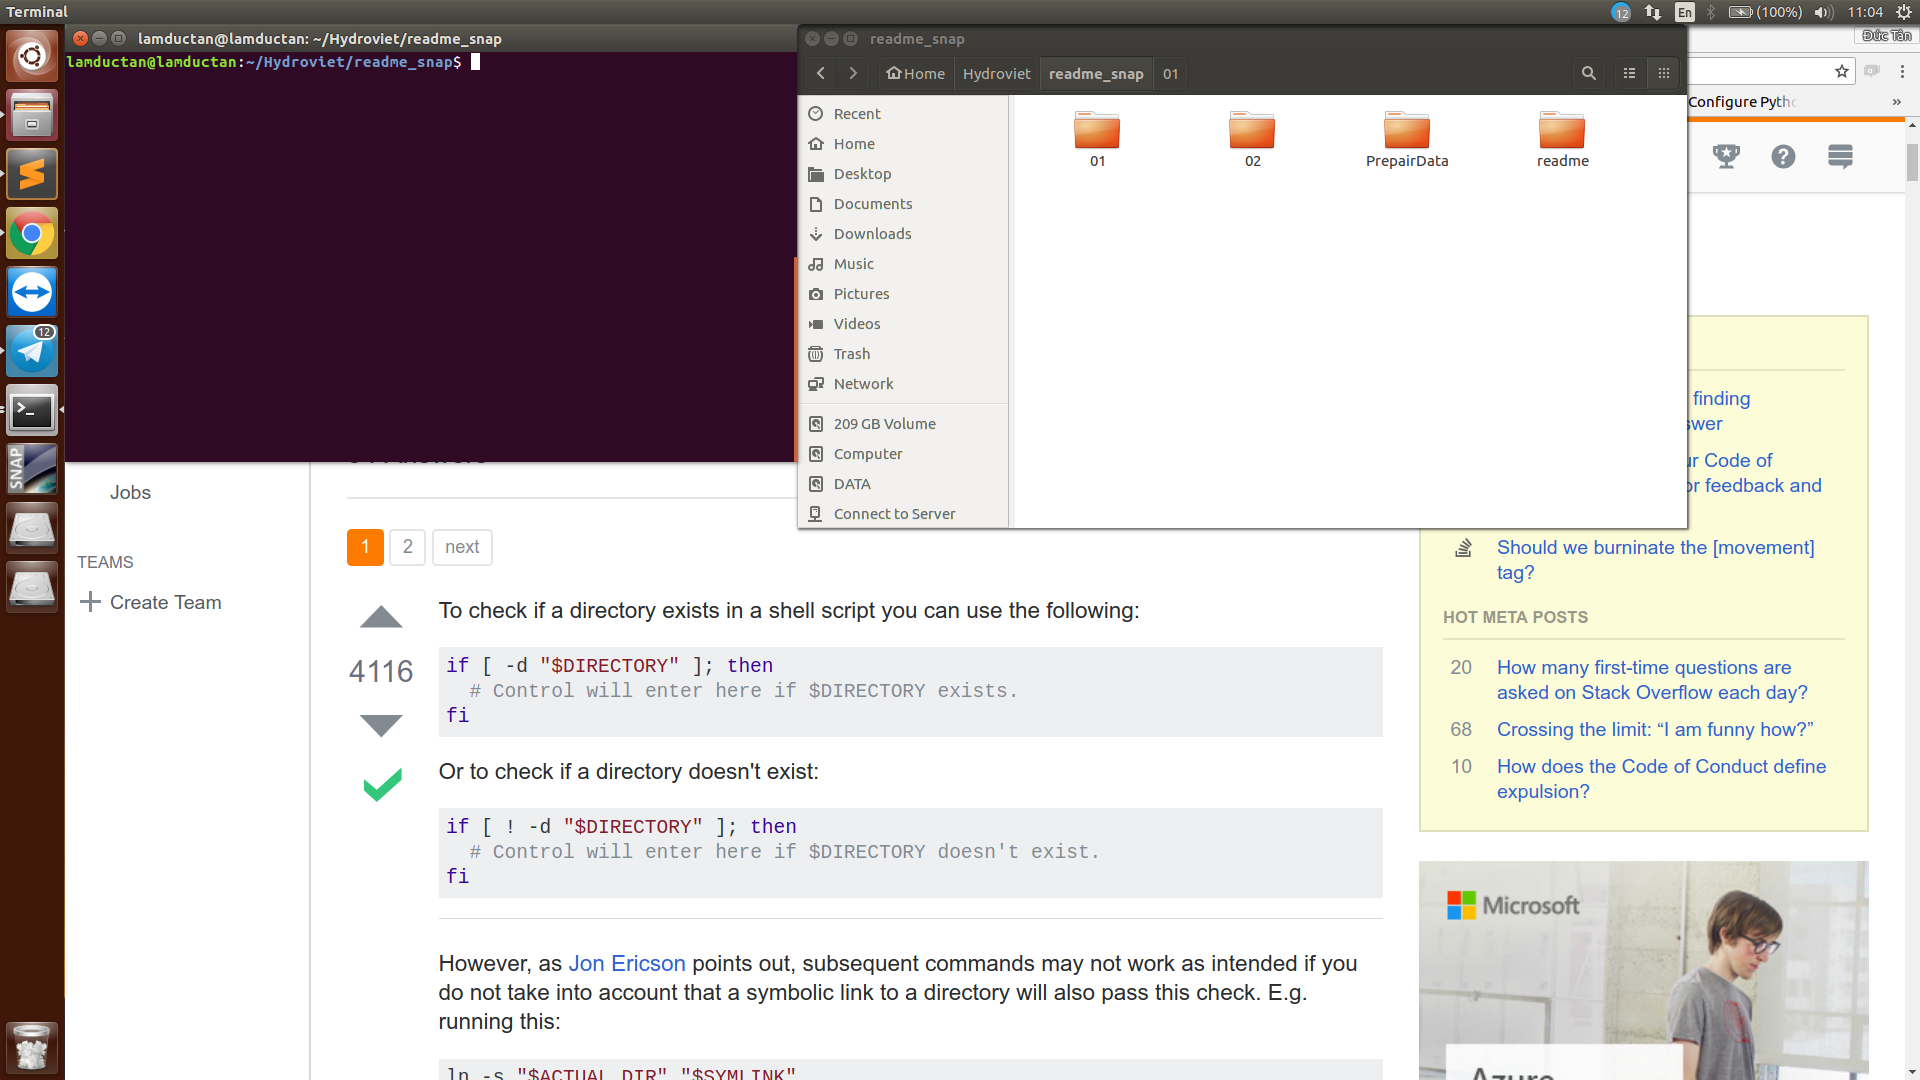 Terminal
12
En
(100%)
11:04
lamductan@lamductan: ~/Hydroviet/readme_snap
lamductan@lamductan:~/Hydroviet/readme_snap$
readme_snap
Home
Hydroviet
readme_snap
01
Recent
Home
Desktop
Documents
Downloads
Music
Pictures
Videos
Trash
Network
209 GB Volume
Computer
DATA
Connect to Server
01
02
PrepairData
readme
Đức Tân
Configure Pytho
»
12
SNAP
Jobs
TEAMS
Create Team
1
2
next
4116
To check if a directory exists in a shell script you can use the following:
if [ -d "$DIRECTORY" ]; then
# Control will enter here if $DIRECTORY exists.
fi
Or to check if a directory doesn't exist:
if [ ! -d "$DIRECTORY" ]; then
# Control will enter here if $DIRECTORY doesn't exist.
fi
However, as Jon Ericson points out, subsequent commands may not work as intended if you
do not take into account that a symbolic link to a directory will also pass this check. E.g.
running this:
ln -s "$ACTUAL_DIR" "$SYMLINK"
finding
swer
ur Code of
or feedback and
Should we burninate the [movement]
tag?
HOT META POSTS
20 How many first-time questions are
asked on Stack Overflow each day?
68 Crossing the limit: “I am funny how?”
10 How does the Code of Conduct define
expulsion?
Microsoft
Azure